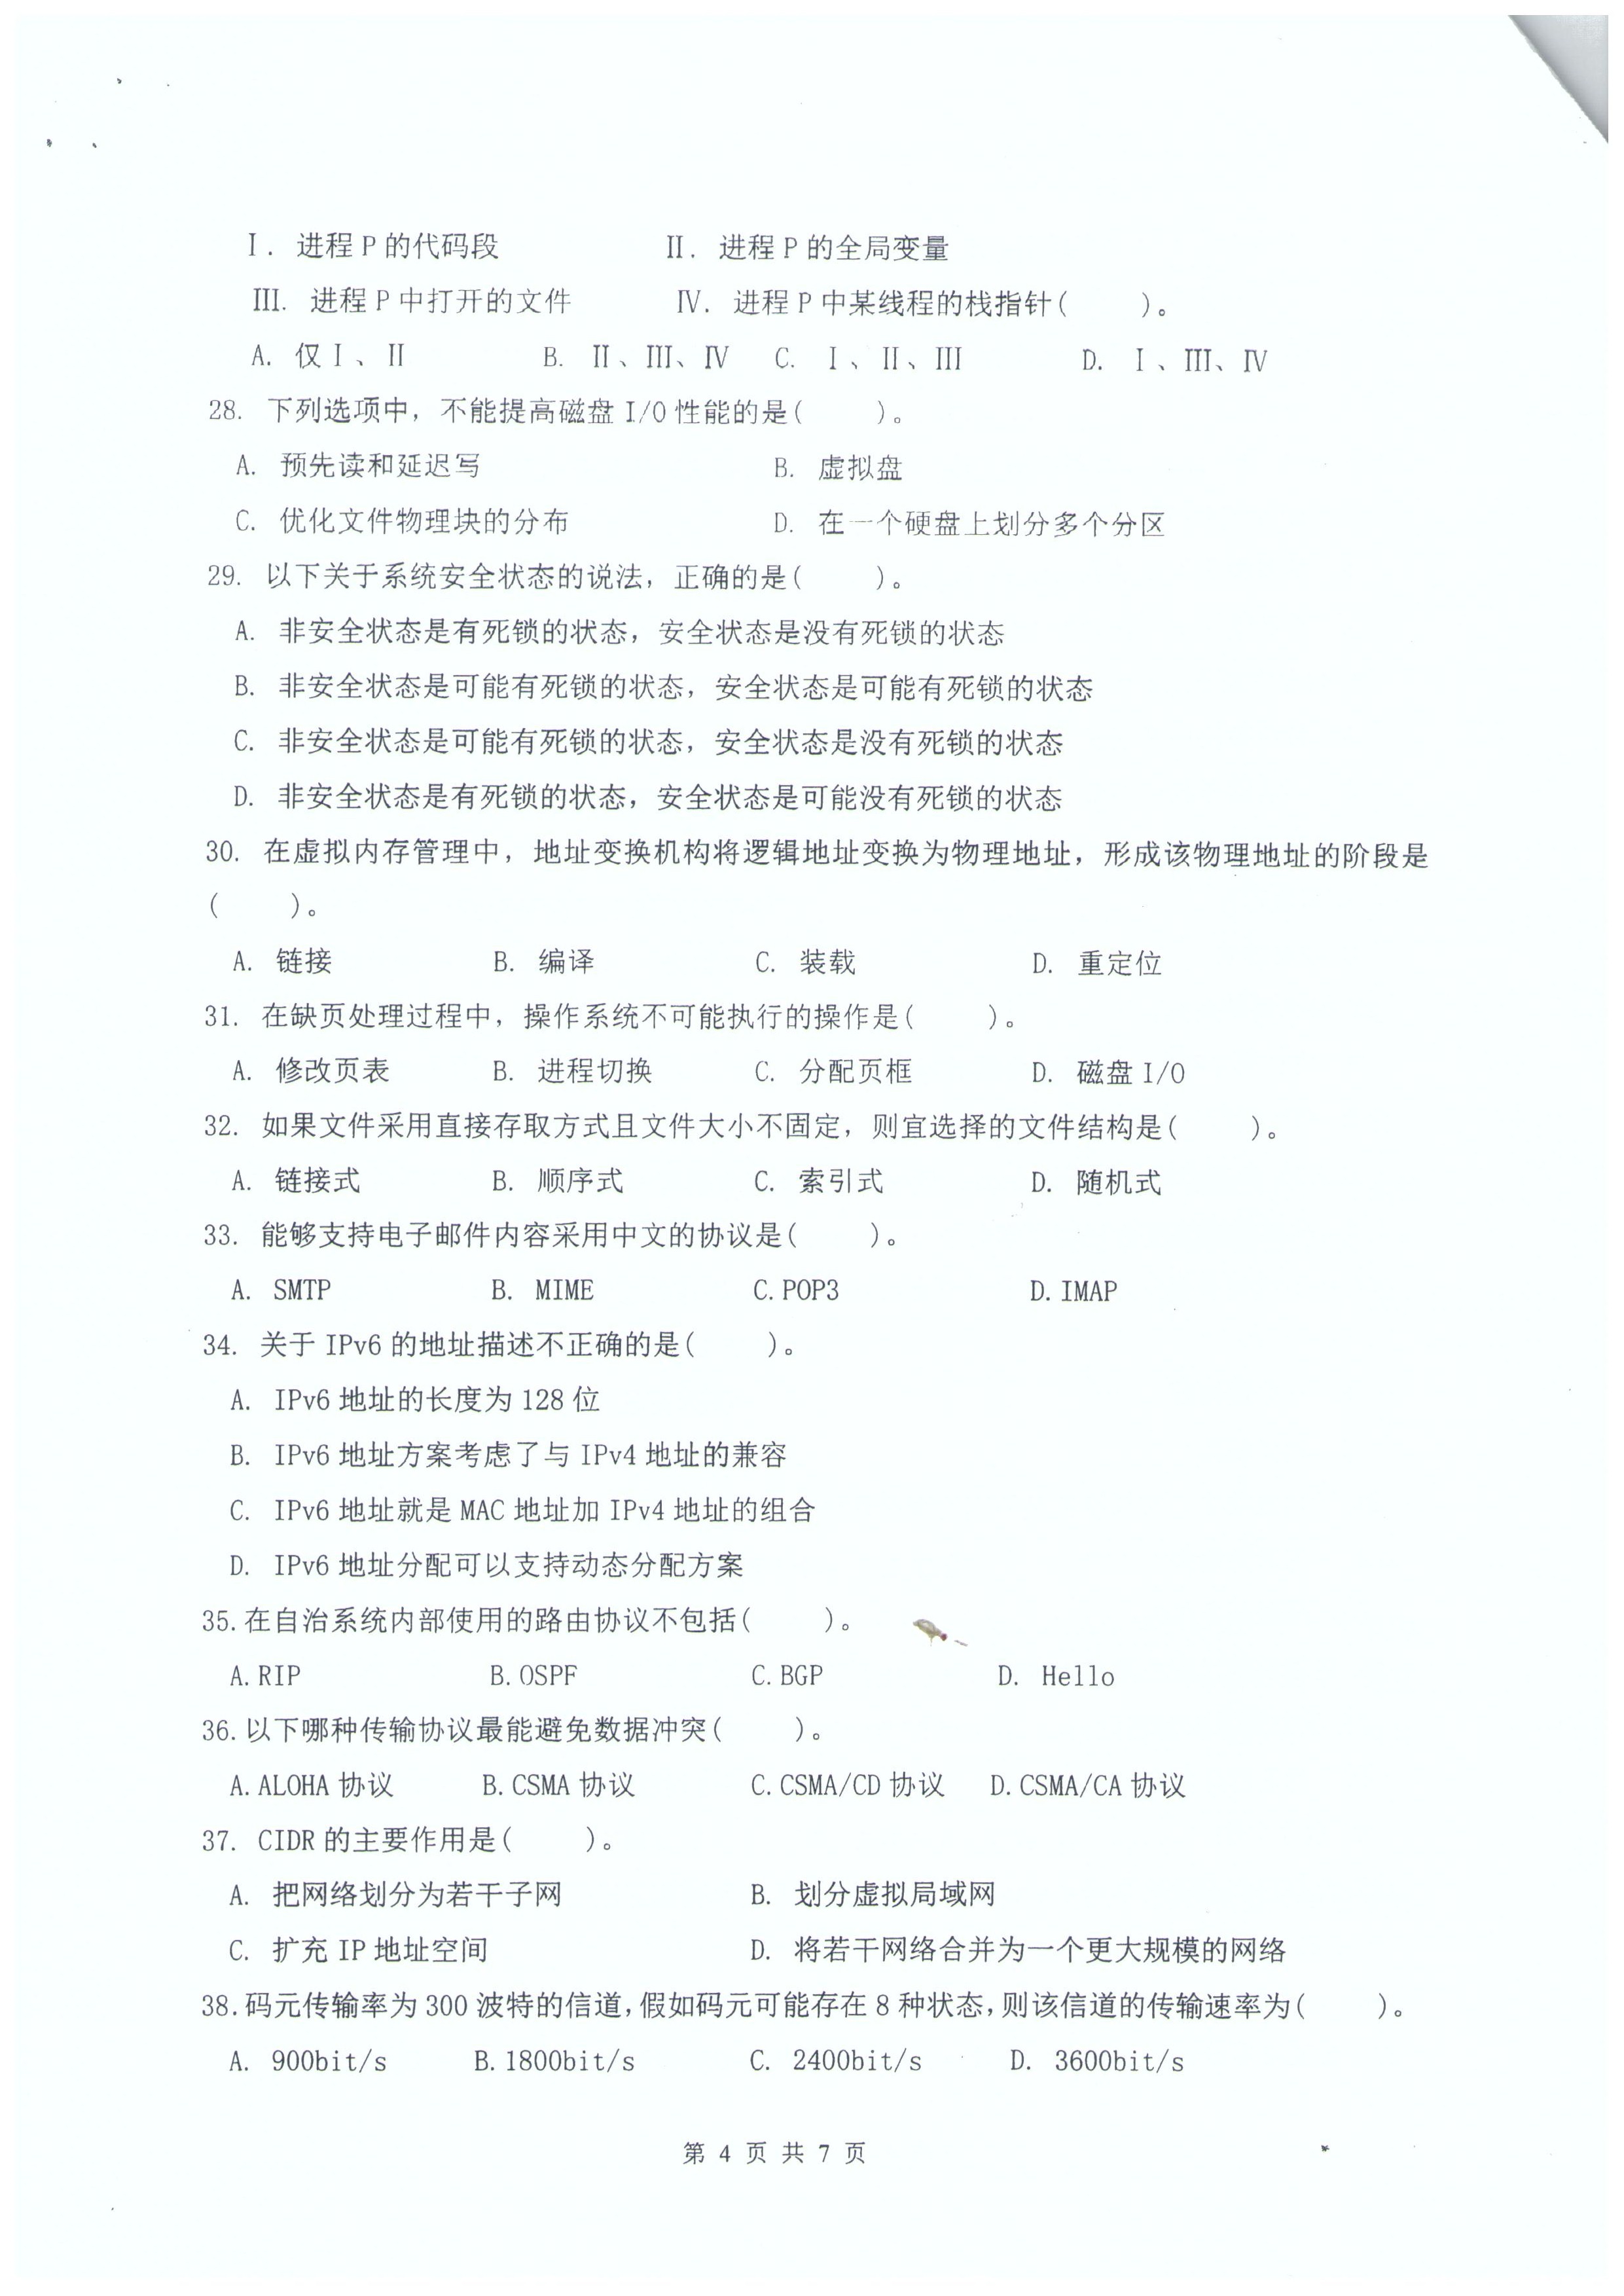 Ⅰ. 进程 P 的代码段 Ⅱ. 进程 P 的全局变量
Ⅲ. 进程 P 中打开的文件 Ⅳ. 进程 P 中某线程的栈指针( )。
A. 仅Ⅰ、Ⅱ B. Ⅱ、Ⅲ、Ⅳ C. Ⅰ、Ⅱ、Ⅲ D. Ⅰ、Ⅲ、Ⅳ
28. 下列选项中，不能提高磁盘 I/O 性能的是( )。
A. 预先读和延迟写 B. 虚拟盘
C. 优化文件物理块的分布 D. 在一个硬盘上划分多个分区
29. 以下关于系统安全状态的说法，正确的是( )。
A. 非安全状态是有死锁的状态，安全状态是没有死锁的状态
B. 非安全状态是可能有死锁的状态，安全状态是可能有死锁的状态
C. 非安全状态是可能有死锁的状态，安全状态是没有死锁的状态
D. 非安全状态是有死锁的状态，安全状态是可能没有死锁的状态
30. 在虚拟内存管理中，地址变换机构将逻辑地址变换为物理地址，形成该物理地址的阶段是
( )。
A. 链接 B. 编译 C. 装载 D. 重定位
31. 在缺页处理过程中，操作系统不可能执行的操作是( )。
A. 修改页表 B. 进程切换 C. 分配页框 D. 磁盘 I/O
32. 如果文件采用直接存取方式且文件大小不固定，则宜选择的文件结构是( )。
A. 链接式 B. 顺序式 C. 索引式 D. 随机式
33. 能够支持电子邮件内容采用中文的协议是( )。
A. SMTP B. MIME C.POP3 D.IMAP
34. 关于 IPv6 的地址描述不正确的是( )。
A. IPv6 地址的长度为 128 位
B. IPv6 地址方案考虑了与 IPv4 地址的兼容
C. IPv6 地址就是 MAC 地址加 IPv4 地址的组合
D. IPv6 地址分配可以支持动态分配方案
35.在自治系统内部使用的路由协议不包括( )。
A.RIP B.OSPF C.BGP D. Hello
36.以下哪种传输协议最能避免数据冲突( )。
A.ALOHA 协议 B.CSMA 协议 C.CSMA/CD 协议 D.CSMA/CA 协议
37. CIDR 的主要作用是( )。
A. 把网络划分为若干子网 B. 划分虚拟局域网
C. 扩充 IP 地址空间 D. 将若干网络合并为一个更大规模的网络
38.码元传输率为 300 波特的信道,假如码元可能存在 8 种状态,则该信道的传输速率为( )。
A. 900bit/s B.1800bit/s C. 2400bit/s D. 3600bit/s
第 4 页 共 7 页